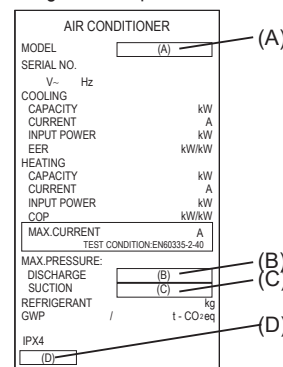 AIR CONDITIONER
MODEL (A) (A)
SERIAL NO.
V~ Hz
COOLING
CAPACITY kW
CURRENT A
INPUT POWER kW
EER kW/kW
HEATING
CAPACITY kW
CURRENT A
INPUT POWER kW
COP kW/kW
MAX.CURRENT A
TEST CONDITION:EN60335-2-40
MAX.PRESSURE:
DISCHARGE (B) (B)
SUCTION (C) (C)
REFRIGERANT kg
GWP / t - CO2eq
IPX4
(D) (D)